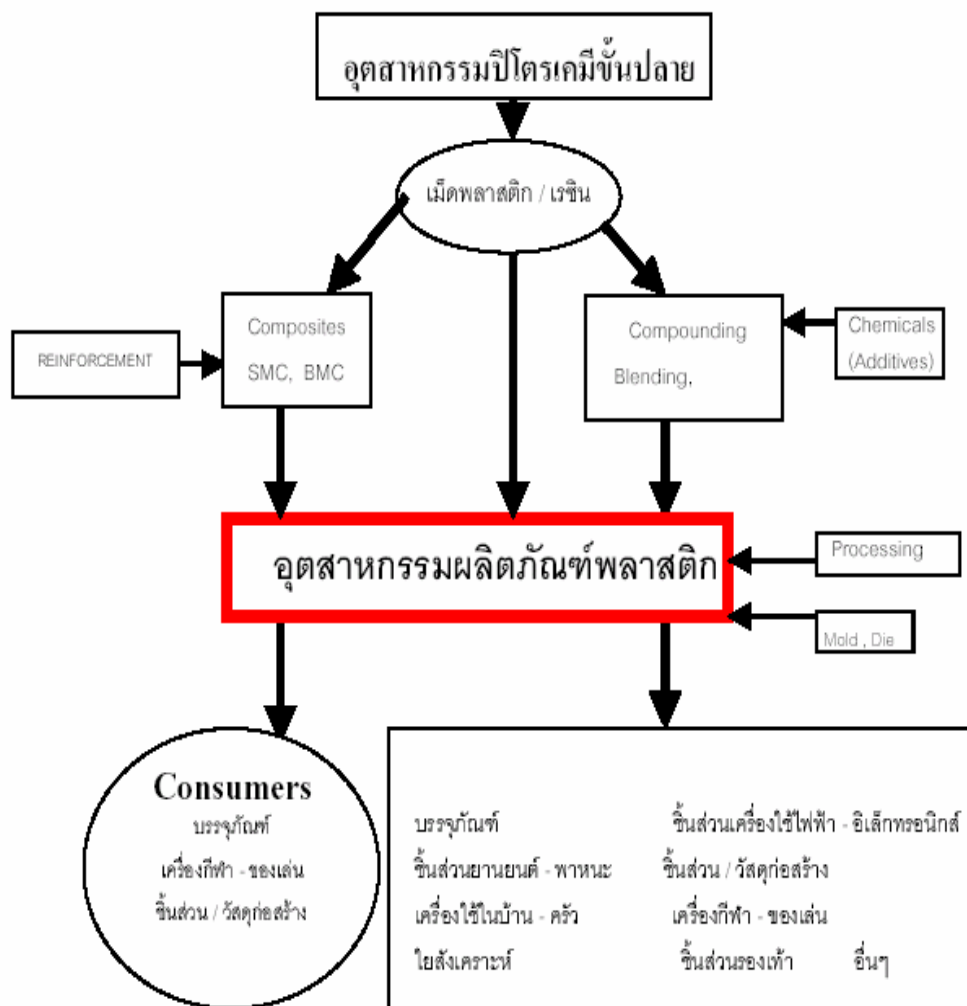 อุตสาหกรรมปิโตรเคมีขั้นปลาย
เม็ดพลาสติก / เรซิน
Composites
SMC, BMC
REINFORCEMENT
Compounding
Blending,
Chemicals
(Additives)
อุตสาหกรรมผลิตภัณฑ์พลาสติก
Processing
Mold , Die
Consumers
บรรจุภัณฑ์
เครื่องกีฬา - ของเล่น
ชิ้นส่วน / วัสดุก่อสร้าง
บรรจุภัณฑ์ ชิ้นส่วนเครื่องใช้ไฟฟ้า - อิเล็กทรอนิกส์
ชิ้นส่วนยานยนต์ - พาหนะ ชิ้นส่วน / วัสดุก่อสร้าง
เครื่องใช้ในบ้าน - ครัว เครื่องกีฬา - ของเล่น
ใยสังเคราะห์ ชิ้นส่วนรองเท้า อื่นๆ